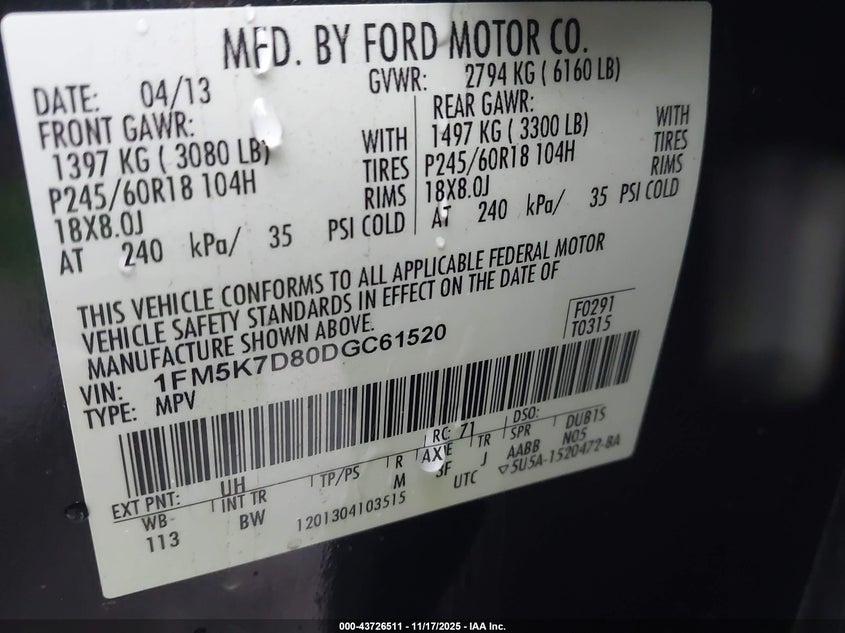 MFD. BY FORD MOTOR CO.
DATE: 04/13 GVWR: 2794 KG ( 6160 LB)
FRONT GAWR: REAR GAWR:
1397 KG ( 3080 LB) WITH 1497 KG ( 3300 LB) WITH
P245/60R18 104H TIRES P245/60R18 104H TIRES
18X8.0J RIMS 18X8.0J RIMS
AT 240 kPa/ 35 PSI COLD AT 240 kPa/ 35 PSI COLD
THIS VEHICLE CONFORMS TO ALL APPLICABLE FEDERAL MOTOR
VEHICLE SAFETY STANDARDS IN EFFECT ON THE DATE OF
MANUFACTURE SHOWN ABOVE.
F0291
T0315
VIN: 1FM5K7D80DGC61520
TYPE: MPV
EXT PNT: UH RC: 71 DSO:
WB INT TR TP/PS R AXE TR SPR DUB1S
113 BW M 3F J AABB N05
1201304103515 UTC ▽5U5A-1520472-BA
000-43726511 - 11/17/2025 - IAA Inc.